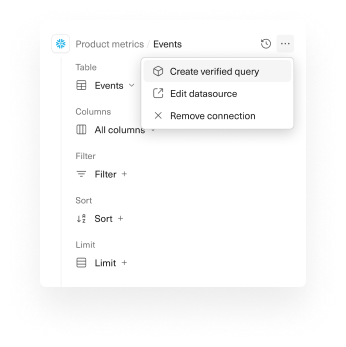 Product metrics / Events
Table
Events
Create verified query
Edit datasource
Remove connection
Columns
All columns
Filter
Filter +
Sort
Sort +
Limit
Limit +